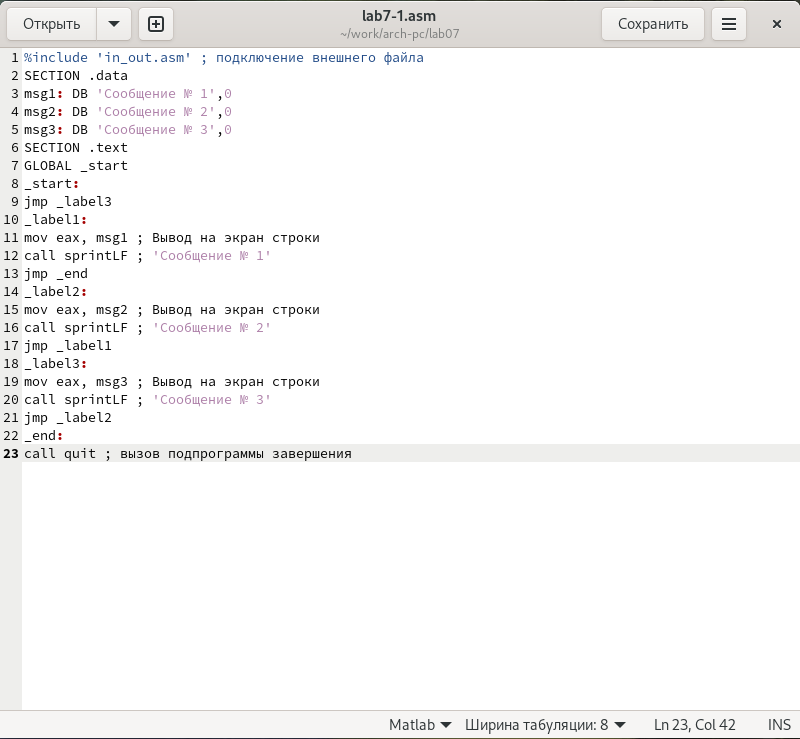 Открыть
lab7-1.asm
~/work/arch-pc/lab07
Сохранить
1 %include 'in_out.asm' ; подключение внешнего файла
2 SECTION .data
3 msg1: DB 'Сообщение № 1',0
4 msg2: DB 'Сообщение № 2',0
5 msg3: DB 'Сообщение № 3',0
6 SECTION .text
7 GLOBAL _start
8 _start:
9 jmp _label3
10 _label1:
11 mov eax, msg1 ; Вывод на экран строки
12 call sprintLF ; 'Сообщение № 1'
13 jmp _end
14 _label2:
15 mov eax, msg2 ; Вывод на экран строки
16 call sprintLF ; 'Сообщение № 2'
17 jmp _label1
18 _label3:
19 mov eax, msg3 ; Вывод на экран строки
20 call sprintLF ; 'Сообщение № 3'
21 jmp _label2
22 _end:
23 call quit ; вызов подпрограммы завершения
Matlab Ширина табуляции: 8 Ln 23, Col 42 INS